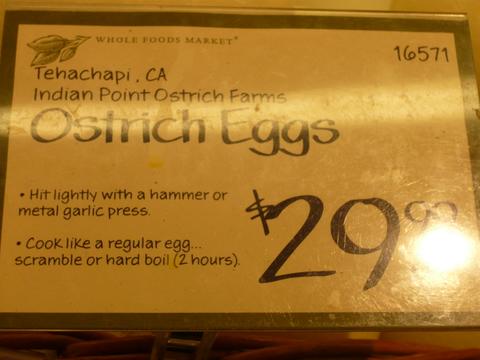 WHOLE FOODS MARKET®
16571
Tehachapi, CA
Indian Point Ostrich Farms
Ostrich Eggs
• Hit lightly with a hammer or
metal garlic press.
• Cook like a regular egg...
scramble or hard boil (2 hours).
$29